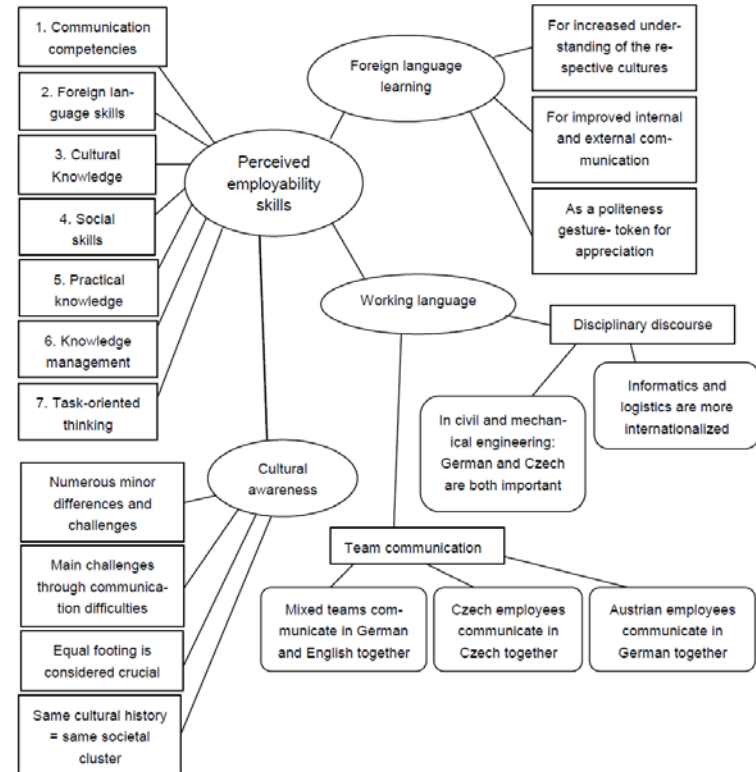 1. Communication
competencies
2. Foreign lan-
guage skills
3. Cultural
Knowledge
4. Social
skills
5. Practical
knowledge
6. Knowledge
management
7. Task-oriented
thinking
Perceived
employability
skills
Foreign language
learning
For increased under-
standing of the re-
spective cultures
For improved internal
and external com-
munication
As a politeness
gesture- token for
appreciation
Working language
Disciplinary discourse
In civil and mechan-
ical engineering:
German and Czech
are both important
Informatics and
logistics are more
internationalized
Cultural
awareness
Numerous minor
differences and
challenges
Main challenges
through communica-
tion difficulties
Equal footing is
considered crucial
Same cultural history
= same societal
cluster
Team communication
Mixed teams com-
municate in German
and English together
Czech employees
communicate in
Czech together
Austrian employees
communicate in
German together